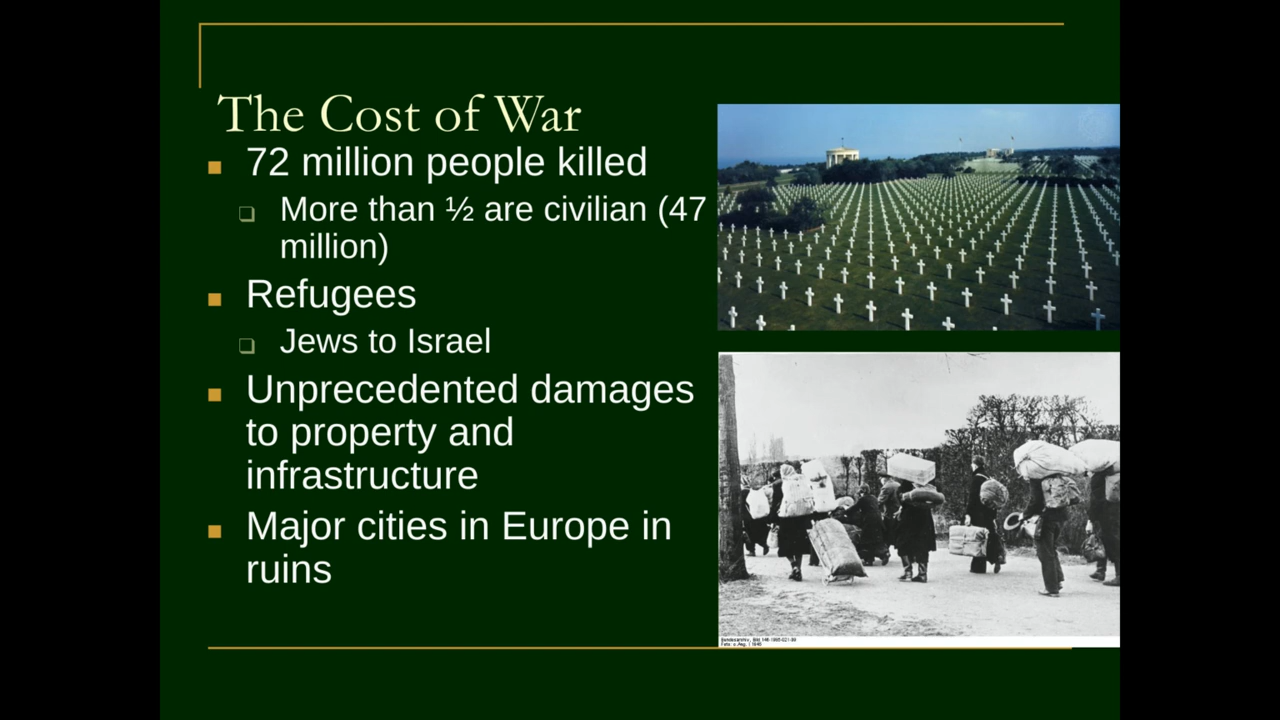 The Cost of War
72 million people killed
More than ½ are civilian (47
million)
Refugees
Jews to Israel
Unprecedented damages
to property and
infrastructure
Major cities in Europe in
ruins